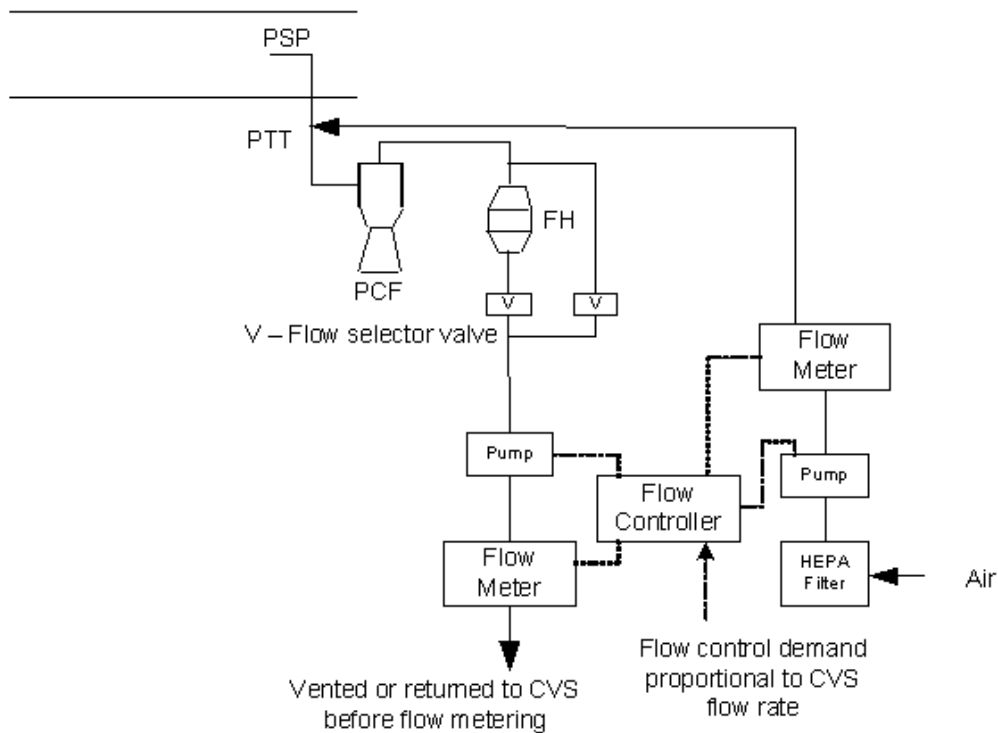 PSP
PTT
FH
PCF
V
V
V – Flow selector valve
Flow
Meter
Pump
Pump
Flow
Controller
Flow
Meter
HEPA
Filter
Air
Flow control demand
proportional to CVS
flow rate
Vented or returned to CVS
before flow metering